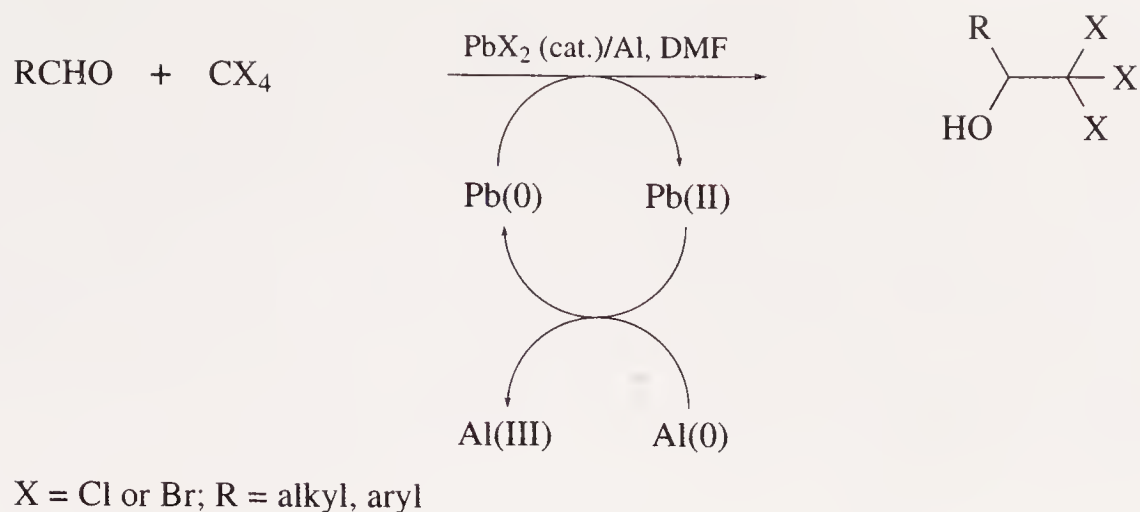 PbX₂ (cat.)/Al, DMF
RCHO + CX₄
R
X
X
X
HO
Pb(0) Pb(II)
Al(III) Al(0)
X = Cl or Br; R = alkyl, aryl